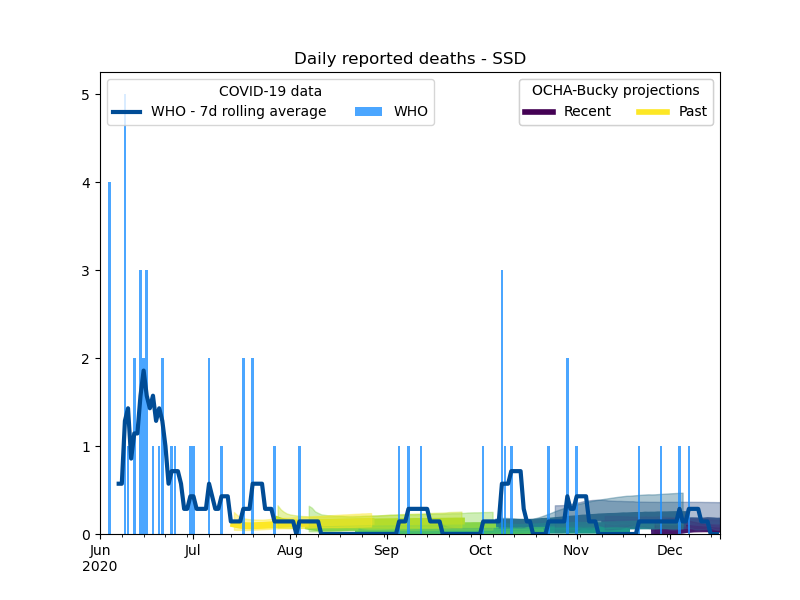 Daily reported deaths - SSD
COVID-19 data
WHO - 7d rolling average
WHO
OCHA-Bucky projections
Recent
Past
5
4
3
2
1
0
Jun
2020
Jul
Aug
Sep
Oct
Nov
Dec